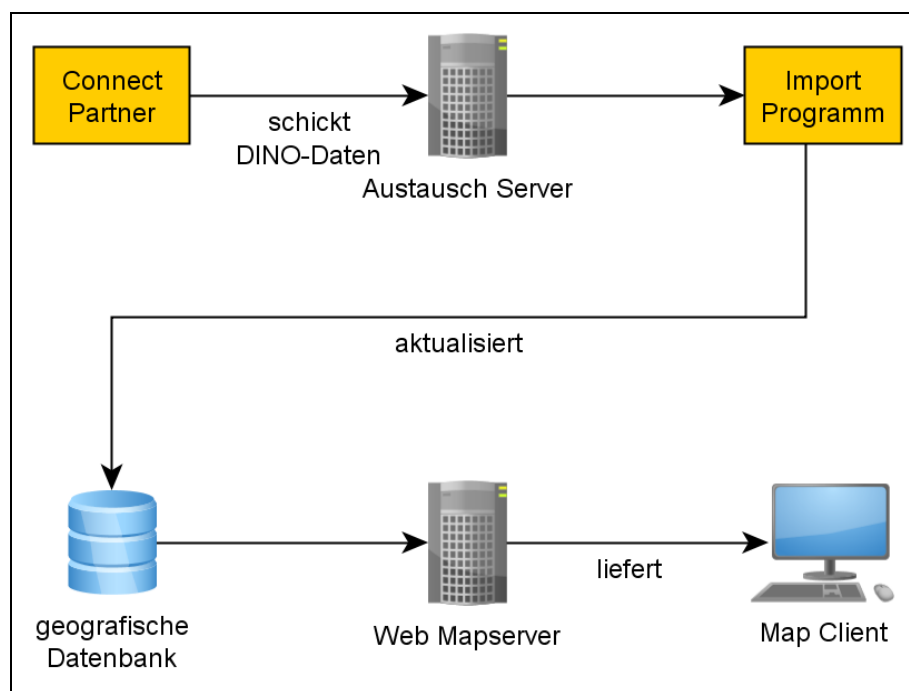 Connect
Partner
schickt
DINO-Daten
Austausch Server
Import
Programm
aktualisiert
geografische
Datenbank
Web Mapserver
liefert
Map Client